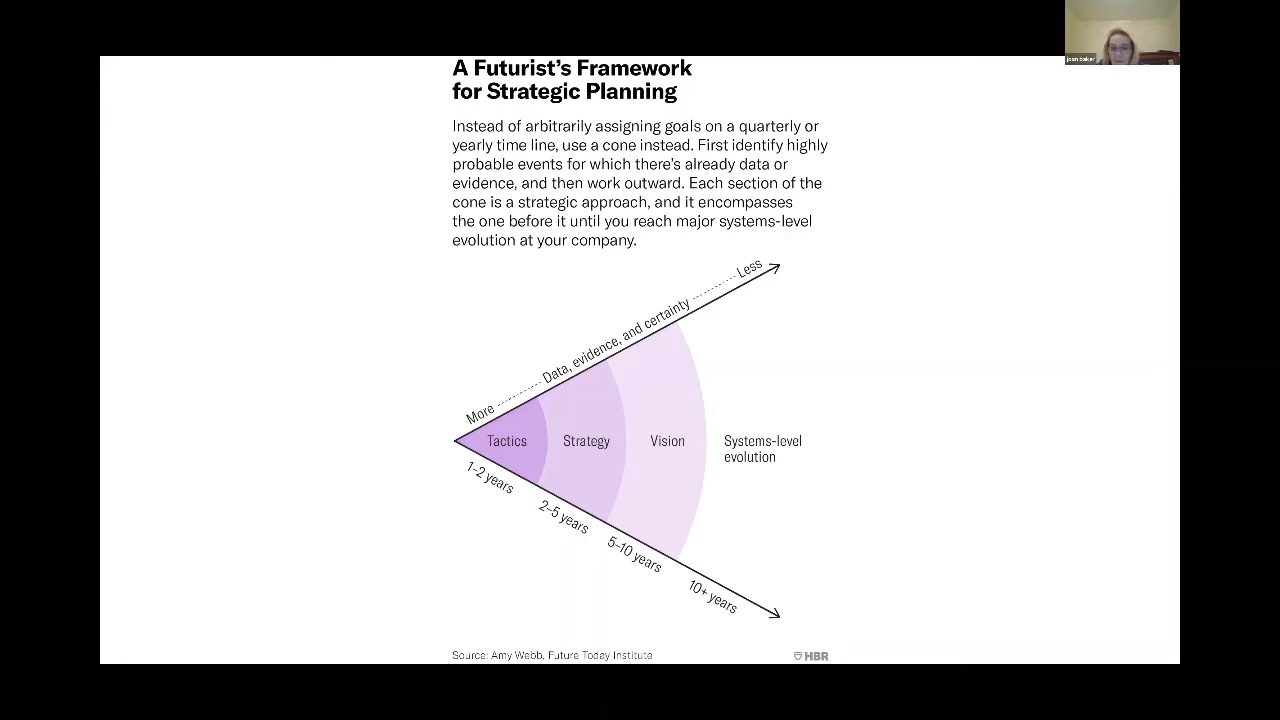 joan baker
A Futurist's Framework
for Strategic Planning
Instead of arbitrarily assigning goals on a quarterly or
yearly time line, use a cone instead. First identify highly
probable events for which there's already data or
evidence, and then work outward. Each section of the
cone is a strategic approach, and it encompasses
the one before it until you reach major systems-level
evolution at your company.
More
Data, evidence, and certainty
Less
Tactics
Strategy
Vision
Systems-level
evolution
1–2 years
2–5 years
5–10 years
10+ years
Source: Amy Webb, Future Today Institute
HBR